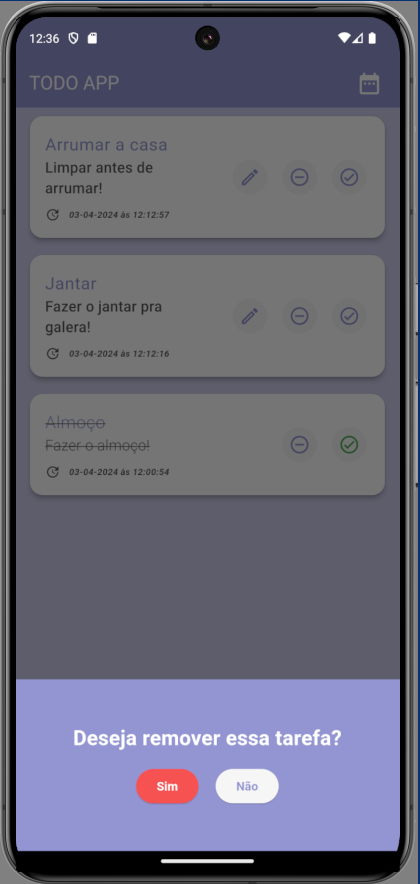 12:36
TODO APP
Arrumar a casa
Limpar antes de
arrumar!
03-04-2024 às 12:12:57
Jantar
Fazer o jantar pra
galera!
03-04-2024 às 12:12:16
Almoço
Fazer o almoço!
03-04-2024 às 12:00:54
Deseja remover essa tarefa?
Sim Não